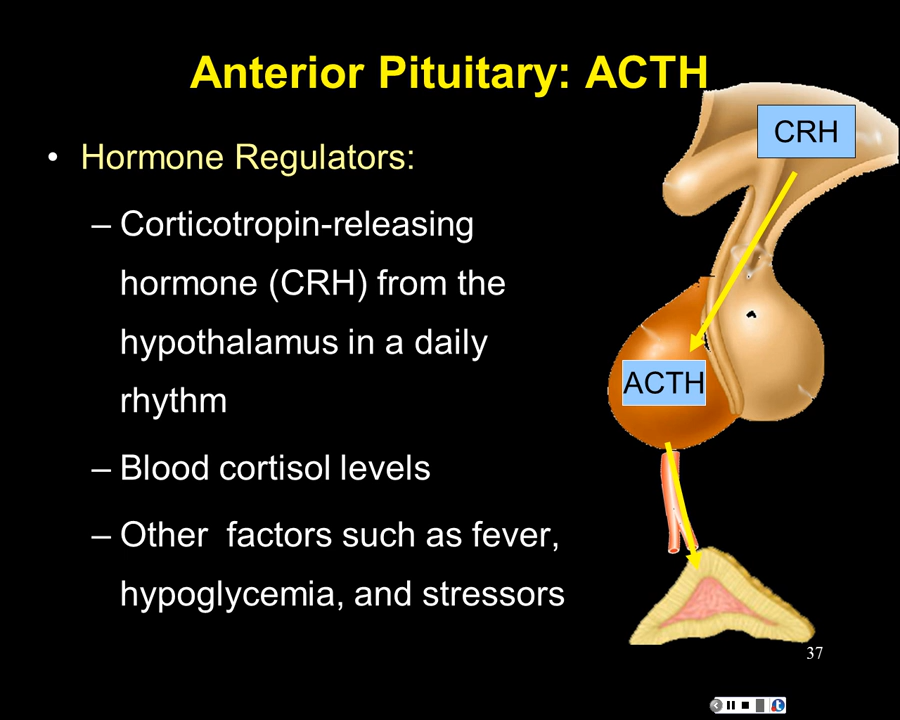 Anterior Pituitary: ACTH
CRH
• Hormone Regulators:
– Corticotropin-releasing
hormone (CRH) from the
hypothalamus in a daily
rhythm
ACTH
– Blood cortisol levels
– Other factors such as fever,
hypoglycemia, and stressors
37